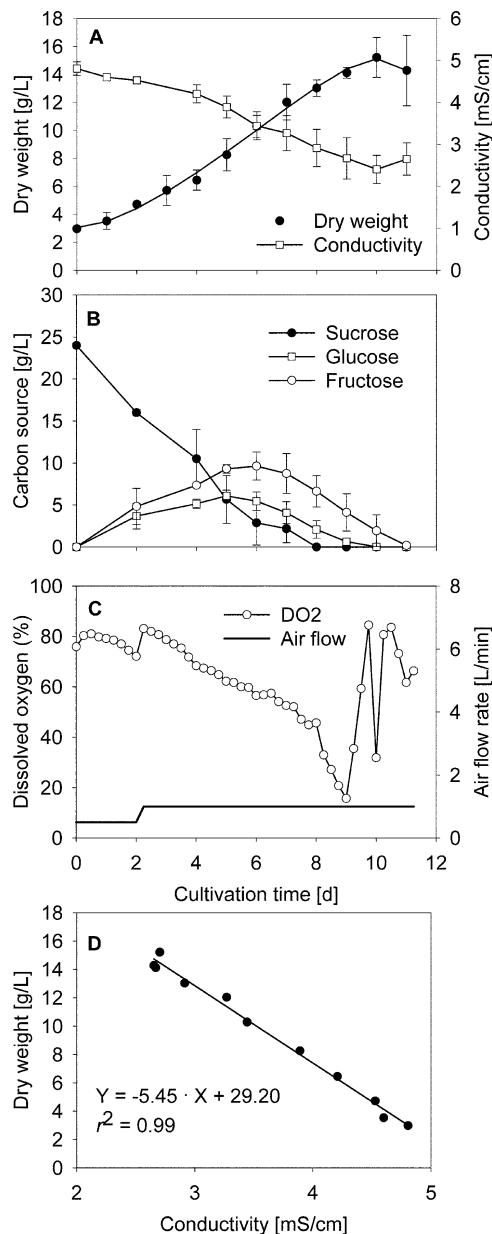 A
Dry weight [g/L]
18
16
14
12
10
8
6
4
2
0
6
5
4
3
2
1
0
Conductivity [mS/cm]
Dry weight
Conductivity
B
Carbon source [g/L]
30
25
20
15
10
5
0
Sucrose
Glucose
Fructose
C
Dissolved oxygen (%)
100
80
60
40
20
0
8
6
4
2
1
0
Air flow rate [L/min]
DO2
Air flow
0 2 4 6 8 10 12
Cultivation time [d]
D
Dry weight [g/L]
18
16
14
12
10
8
6
4
2
0
Y = -5.45 · X + 29.20
r² = 0.99
2 3 4 5
Conductivity [mS/cm]